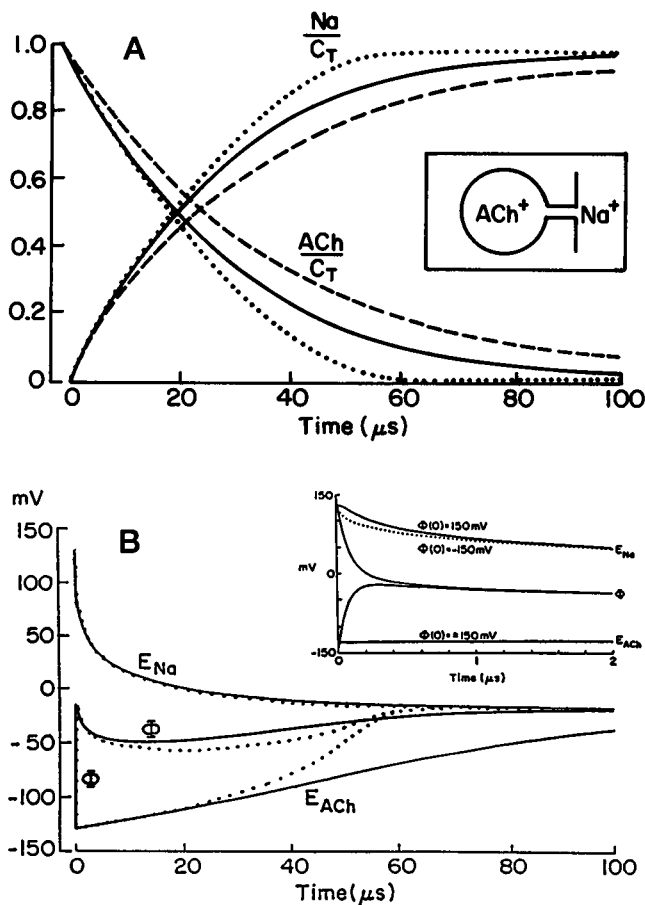 A
Na
C_T
1.0
0.8
0.6
0.4
0.2
0
ACh
C_T
ACh⁺
Na⁺
0
20
40
60
80
100
Time (μs)
mV
B
150
100
50
0
-50
-100
-150
E_Na
Φ
Φ
E_ACh
0
20
40
60
80
100
Time(μs)
150
mV
0
-150
Φ(0)=150mV
Φ(0)=-150mV
Φ(0)=±150mV
E_Na
Φ
E_ACh
0
1
2
Time (μs)